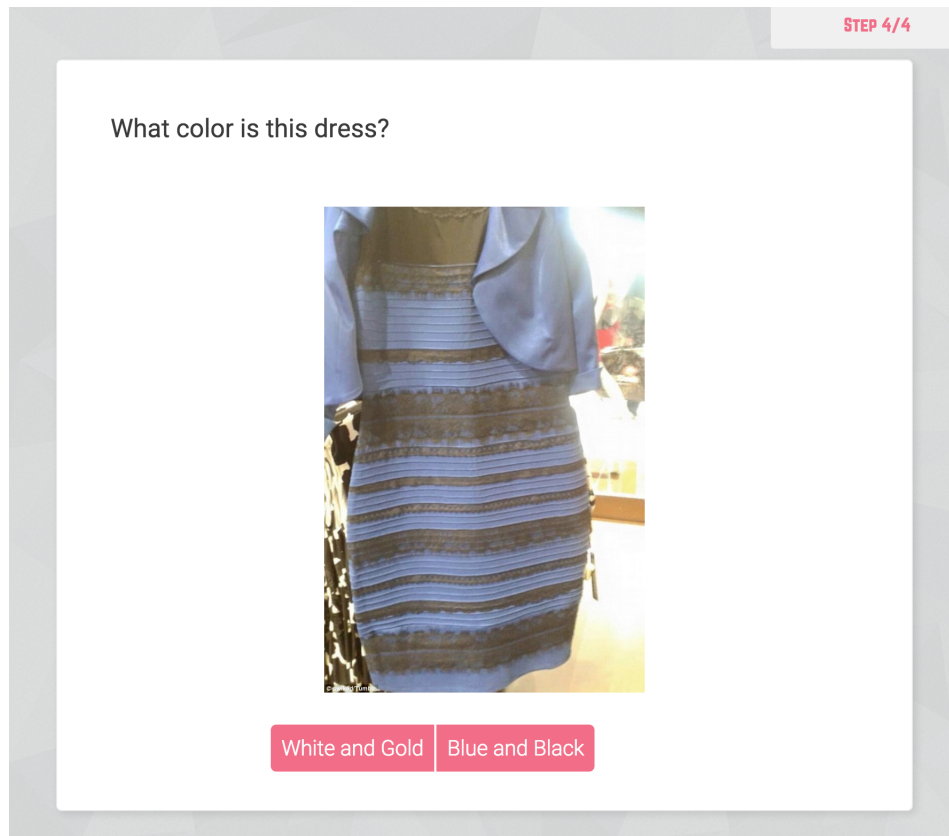 STEP 4/4
What color is this dress?
White and Gold
Blue and Black